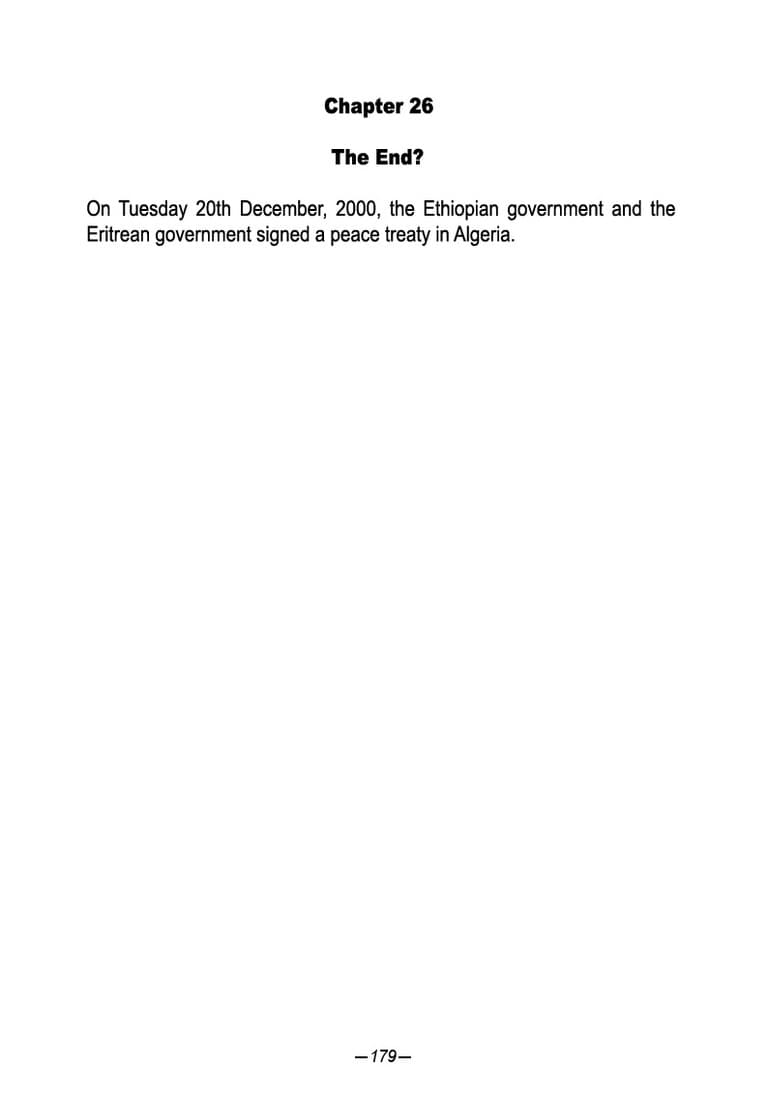 Chapter 26
The End?
On Tuesday 20th December, 2000, the Ethiopian government and the
Eritrean government signed a peace treaty in Algeria.
—179—